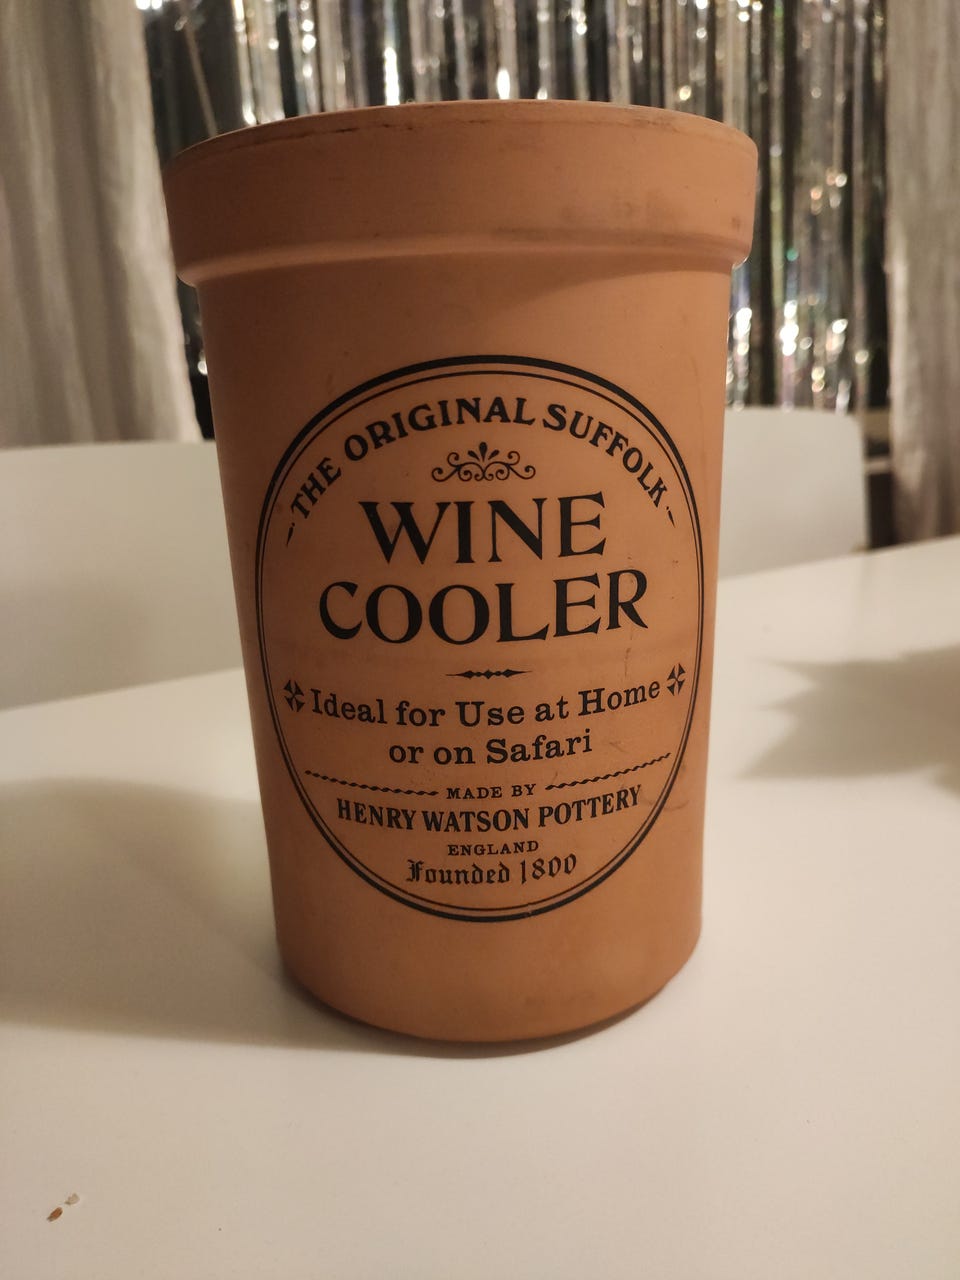 THE ORIGINAL SUFFOLK
WINE
COOLER
Ideal for Use at Home
or on Safari
MADE BY
HENRY WATSON POTTERY
ENGLAND
Founded 1800